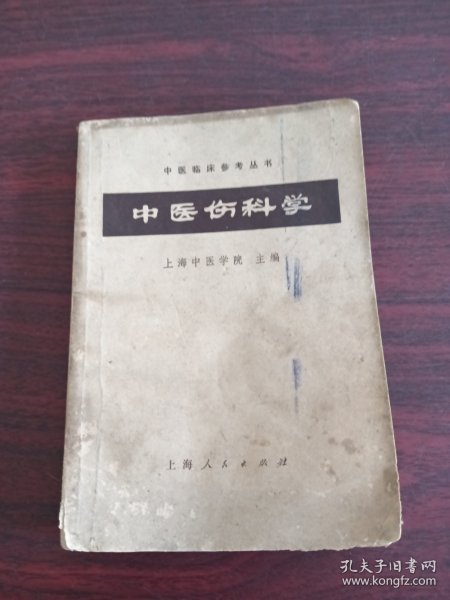 中医临床参考丛书
中医伤科学
上海中医学院 主编
上海人民出版社
孔夫子旧书网
www.kongfz.com